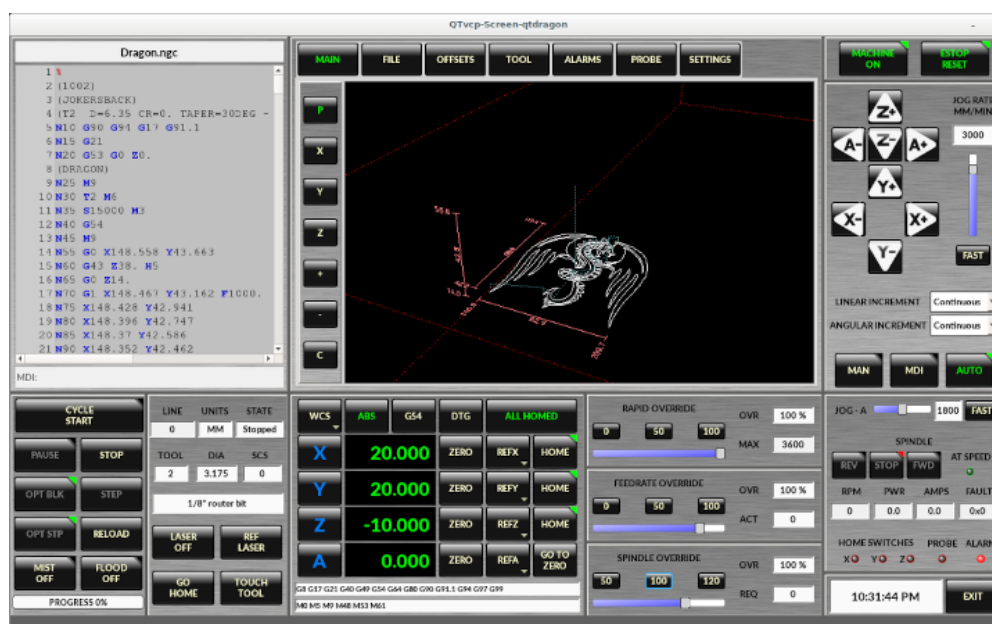 QTvcp-Screen-qtdragon
Dragon.ngc
1 %
2 (1002)
3 (JOKERSBACK)
4 (T2 D=6.35 CR=0. TAPER=30DEG -
5 N10 G90 G94 G17 G91.1
6 N15 G21
7 N20 G53 G0 Z0.
8 (DRAGON)
9 N25 M9
10 N30 T2 M6
11 N35 S15000 M3
12 N40 G54
13 N45 M9
14 N55 G0 X148.558 Y43.663
15 N60 G43 Z38. H5
16 N65 G0 Z14.
17 N70 G1 X148.467 Y43.162 F1000.
18 N75 X148.428 Y42.941
19 N80 X148.396 Y42.747
20 N85 X148.37 Y42.586
21 N90 X148.352 Y42.462
MDI:
MAIN FILE OFFSETS TOOL ALARMS PROBE SETTINGS
P
X
Y
Z
+
-
C
MACHINE ON
ESTOP RESET
JOG RATE
MM/MIN
3000
Z+
A- Z- A+
Y+
X- X+
Y-
FAST
LINEAR INCREMENT Continuous
ANGULAR INCREMENT Continuous
MAN MDI AUTO
CYCLE START
PAUSE STOP
OPT BLK STEP
OPT STP RELOAD
MIST OFF FLOOD OFF
PROGRESS 0%
LINE UNITS STATE
0 MM Stopped
TOOL DIA SCS
2 3.175 0
1/8" router bit
LASER OFF REF LASER
GO HOME TOUCH TOOL
WCS ABS G54 DTG ALL HOMED
X 20.000 ZERO REFX HOME
Y 20.000 ZERO REFY HOME
Z -10.000 ZERO REFZ HOME
A 0.000 ZERO REFA GO TO ZERO
G8 G17 G21 G40 G49 G54 G64 G80 G90 G91.1 G94 G97 G99
M0 M5 M9 M48 M53 M61
RAPID OVERRIDE OVR 100 %
0 50 100 MAX 3600
FEEDRATE OVERRIDE OVR 100 %
0 50 100 ACT 0
SPINDLE OVERRIDE OVR 100 %
50 100 120 REQ 0
JOG - A 1800 FAST
SPINDLE
REV STOP FWD AT SPEED
RPM PWR AMPS FAULT
0 0.0 0.0 0x0
HOME SWITCHES PROBE ALARM
X Y Z
10:31:44 PM EXIT